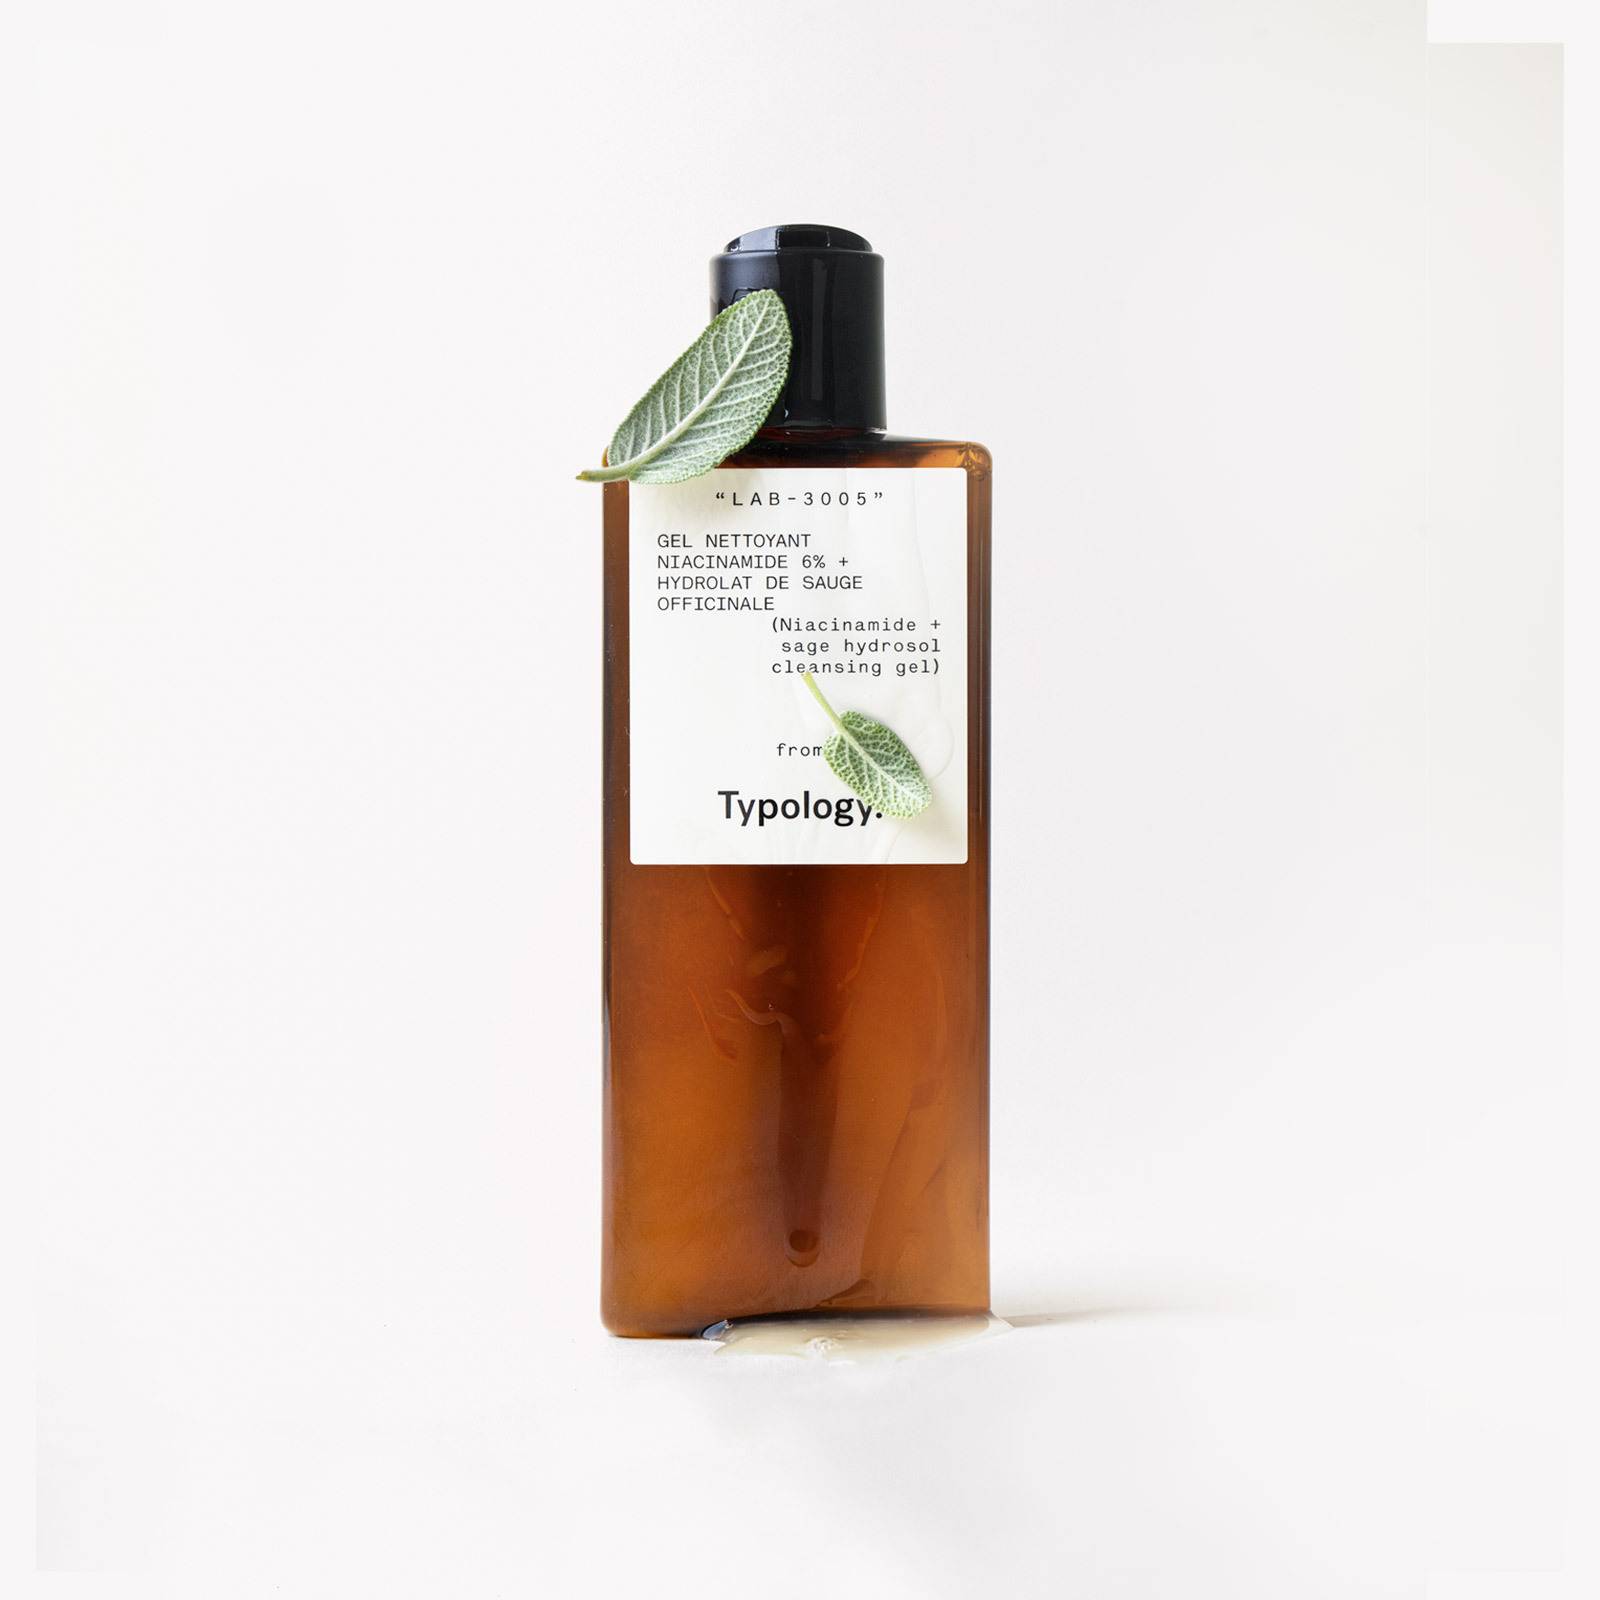 “LAB-3005”
GEL NETTOYANT
NIACINAMIDE 6% +
HYDROLAT DE SAUGE
OFFICINALE
(Niacinamide +
sage hydrosol
cleansing gel)
from
Typology.